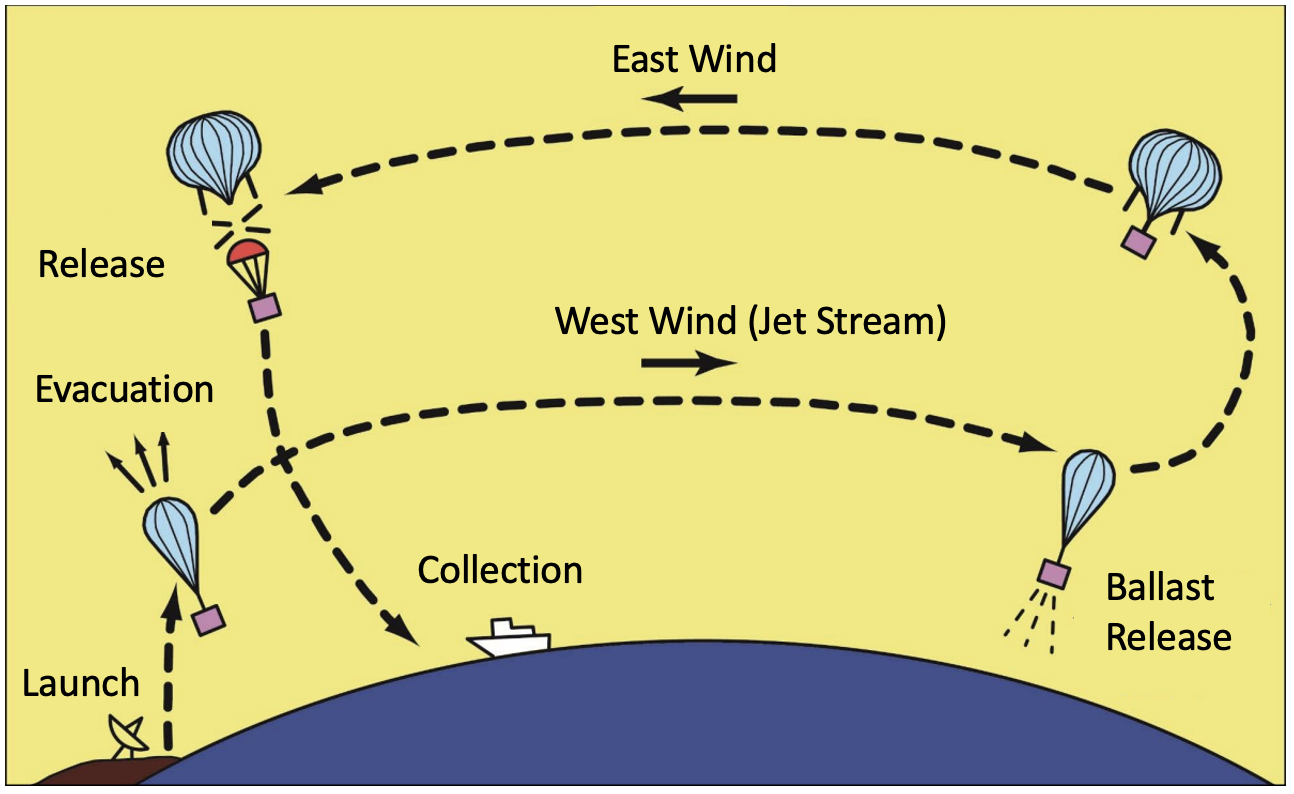 East Wind
Release
West Wind (Jet Stream)
Evacuation
Collection
Ballast
Release
Launch